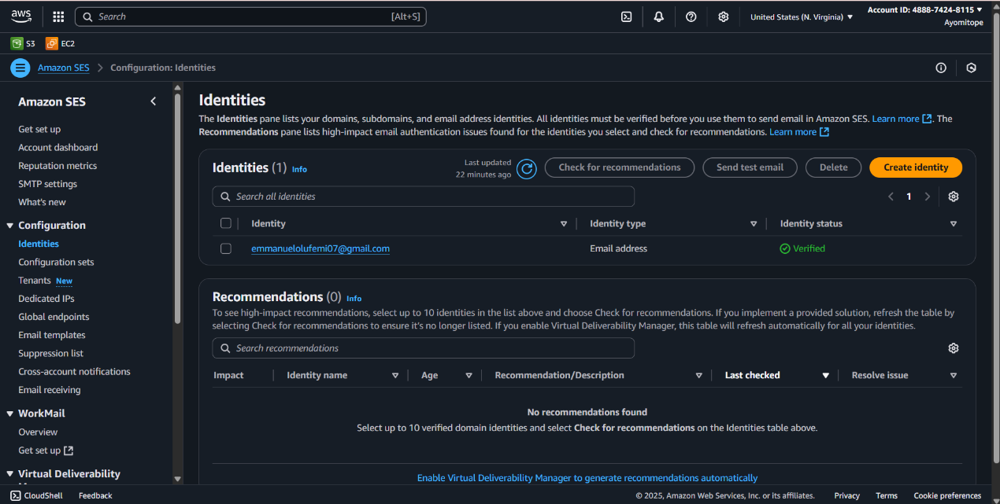 aws
Search [Alt+S]
United States (N. Virginia) ▼
Account ID: 4888-7424-8115 ▼
Ayomitope
S3 EC2
Amazon SES > Configuration: Identities
Amazon SES
Get set up
Account dashboard
Reputation metrics
SMTP settings
What's new
Configuration
Identities
Configuration sets
Tenants New
Dedicated IPs
Global endpoints
Email templates
Suppression list
Cross-account notifications
Email receiving
WorkMail
Overview
Get set up
Virtual Deliverability
Identities
The Identities pane lists your domains, subdomains, and email address identities. All identities must be verified before you use them to send email in Amazon SES. Learn more. The
Recommendations pane lists high-impact email authentication issues found for the identities you select and check for recommendations. Learn more
Identities (1) Info
Last updated
22 minutes ago
Check for recommendations
Send test email
Delete
Create identity
Search all identities
< 1 >
Identity Identity type Identity status
emmanuelolufemi07@gmail.com Email address Verified
Recommendations (0) Info
To see high-impact recommendations, select up to 10 identities in the list above and choose Check for recommendations. If you implement a provided solution, refresh the table by
selecting Check for recommendations to ensure it's no longer listed. If you enable Virtual Deliverability Manager, this table will refresh automatically for all your identities.
Search recommendations
Impact Identity name Age Recommendation/Description Last checked Resolve issue
No recommendations found
Select up to 10 verified domain identities and select Check for recommendations on the Identities table above.
Enable Virtual Deliverability Manager to generate recommendations automatically
CloudShell Feedback © 2025, Amazon Web Services, Inc. or its affiliates. Privacy Terms Cookie preferences